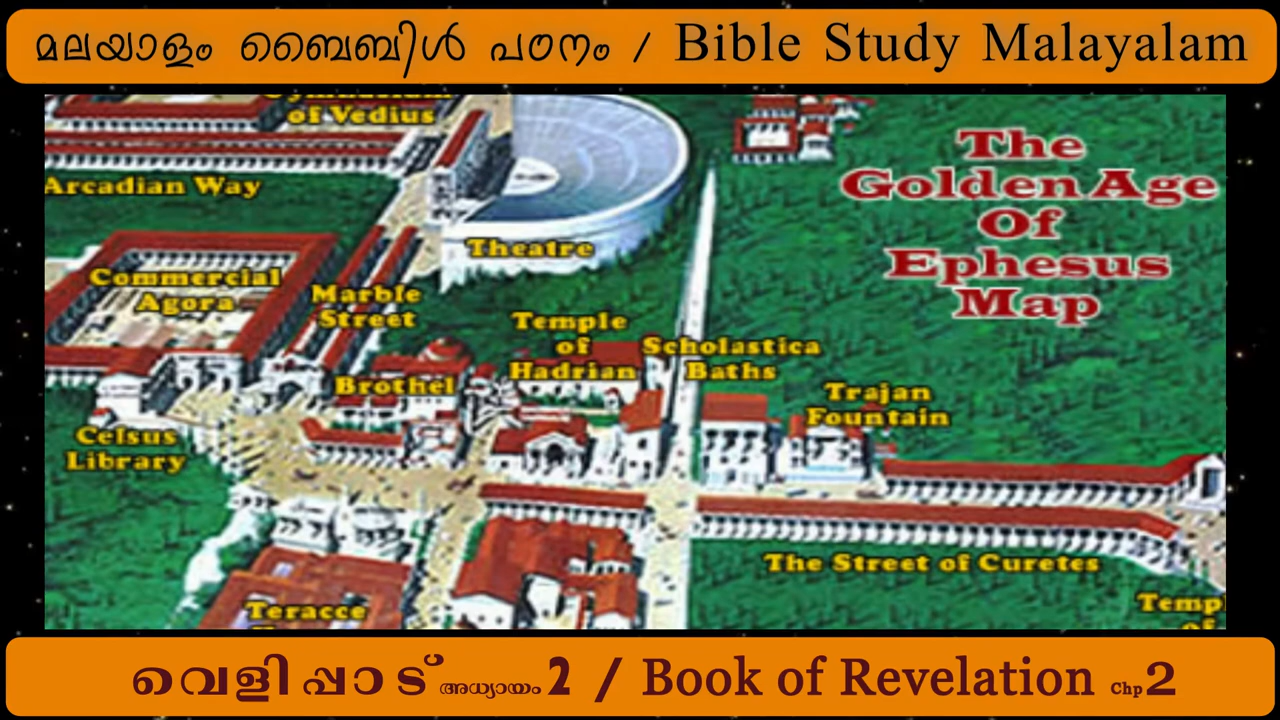 മലയാളം ബൈബിൾ പഠനം / Bible Study Malayalam
of Vedius
Arcadian Way
Theatre
The
Golden Age
Of
Ephesus
Map
Commercial
Agora
Marble
Street
Temple
of
Hadrian
Scholastica
Baths
Brothel
Trajan
Fountain
Celsus
Library
The Street of Curetes
Teracce
വെളിപ്പാട് അധ്യായം 2 / Book of Revelation Chp 2